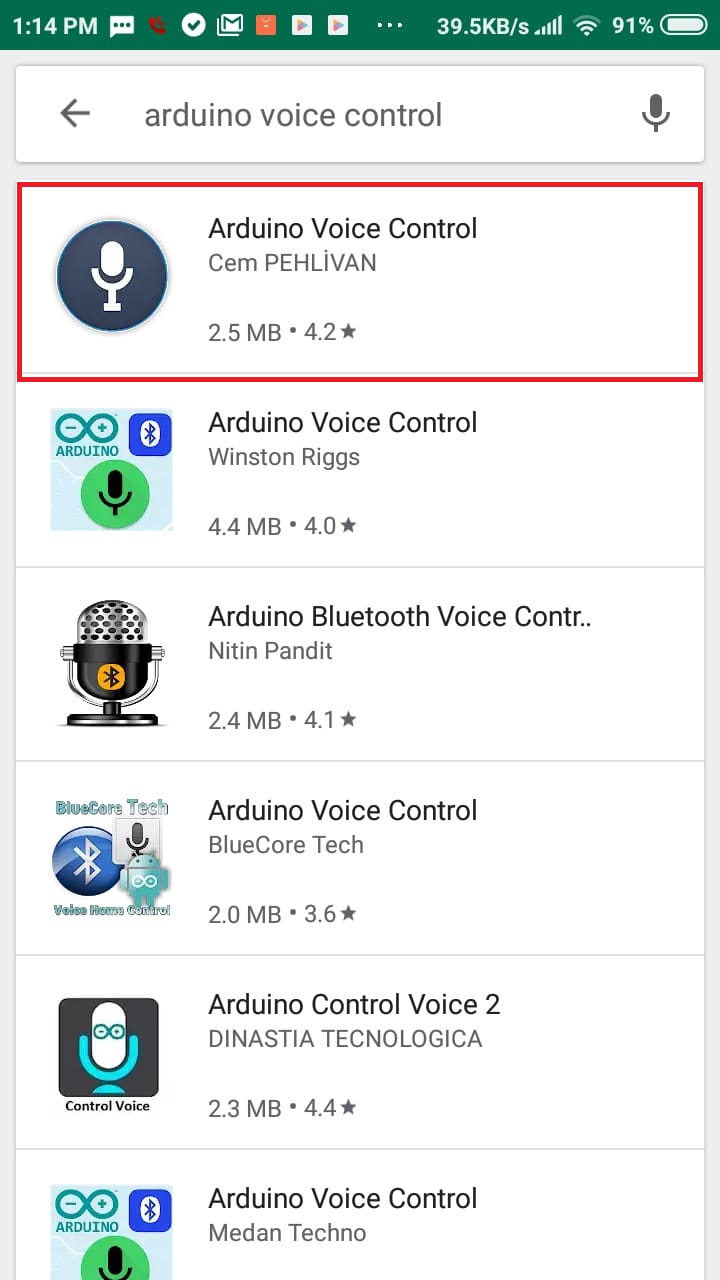 1:14 PM ... 39.5KB/s 91%
arduino voice control
Arduino Voice Control
Cem PEHLİVAN
2.5 MB • 4.2★
ARDUINO
Arduino Voice Control
Winston Riggs
4.4 MB • 4.0★
Arduino Bluetooth Voice Contr..
Nitin Pandit
2.4 MB • 4.1★
BlueCore Tech
Voice Home Control
Arduino Voice Control
BlueCore Tech
2.0 MB • 3.6★
Control Voice
Arduino Control Voice 2
DINASTIA TECNOLOGICA
2.3 MB • 4.4★
ARDUINO
Arduino Voice Control
Medan Techno